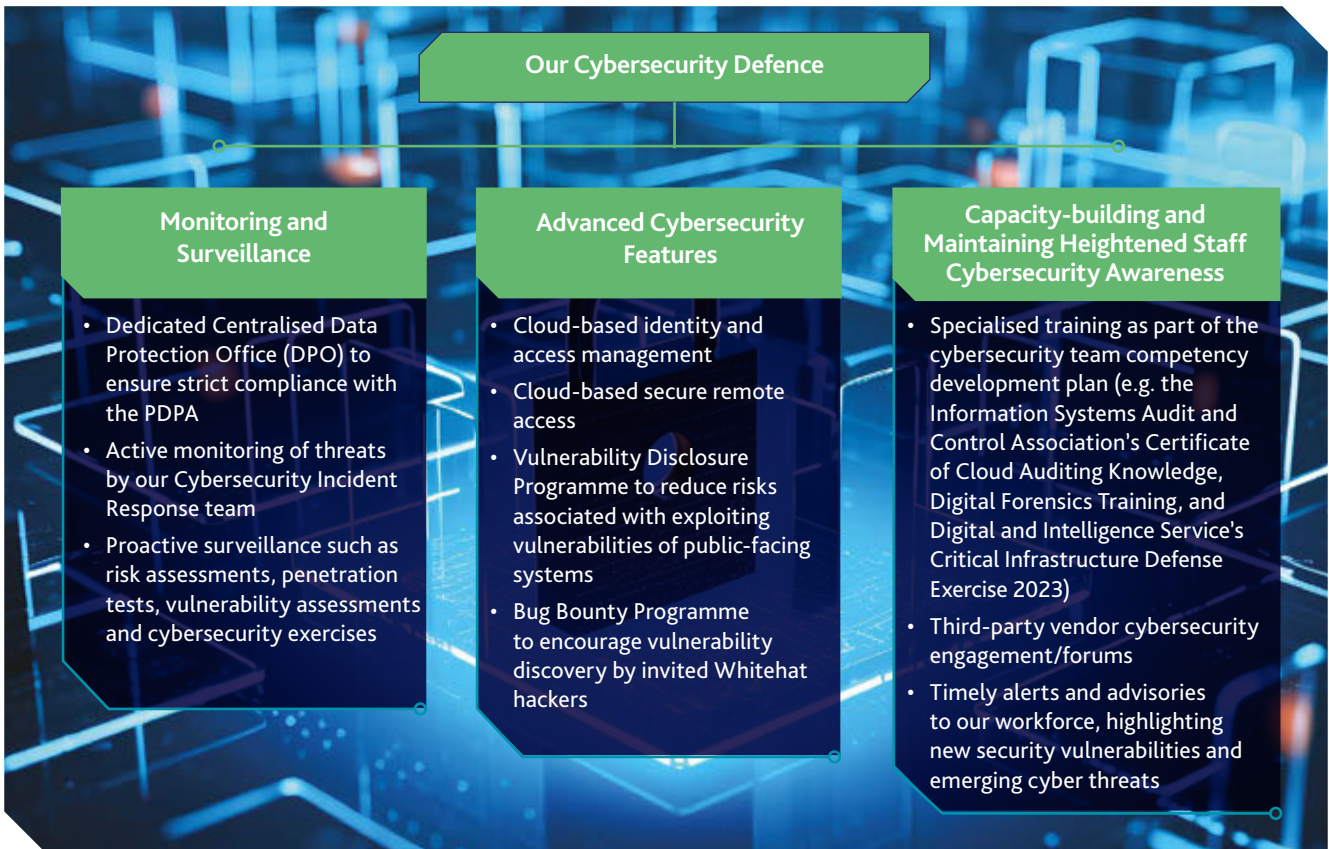 Our Cybersecurity Defence
Monitoring and
Surveillance
• Dedicated Centralised Data
Protection Office (DPO) to
ensure strict compliance with
the PDPA
• Active monitoring of threats
by our Cybersecurity Incident
Response team
• Proactive surveillance such as
risk assessments, penetration
tests, vulnerability assessments
and cybersecurity exercises
Advanced Cybersecurity
Features
• Cloud-based identity and
access management
• Cloud-based secure remote
access
• Vulnerability Disclosure
Programme to reduce risks
associated with exploiting
vulnerabilities of public-facing
systems
• Bug Bounty Programme
to encourage vulnerability
discovery by invited Whitehat
hackers
Capacity-building and
Maintaining Heightened Staff
Cybersecurity Awareness
• Specialised training as part of the
cybersecurity team competency
development plan (e.g. the
Information Systems Audit and
Control Association's Certificate
of Cloud Auditing Knowledge,
Digital Forensics Training, and
Digital and Intelligence Service's
Critical Infrastructure Defense
Exercise 2023)
• Third-party vendor cybersecurity
engagement/forums
• Timely alerts and advisories
to our workforce, highlighting
new security vulnerabilities and
emerging cyber threats